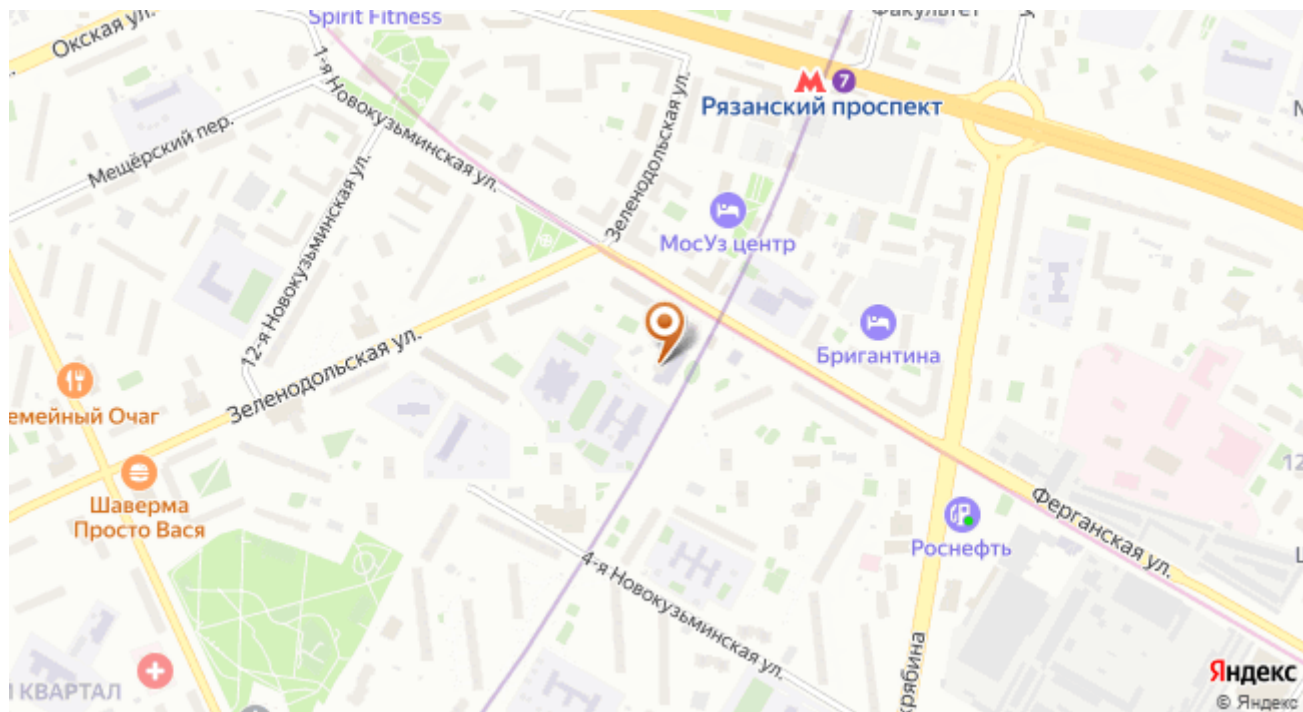 Spirit Fitness
Факультет
Окская ул.
1-я Новокузьминская ул.
7
Рязанский проспект
Мещёрский пер.
Зеленодольская ул.
12-я Новокузьминская ул.
МосУз центр
Бригантина
Зеленодольская ул.
емейный Очаг
Шаверма
Просто Вася
12
Роснефть
Ферганская ул.
4-я Новокузьминская ул.
крябина
КВАРТАЛ
Яндекс
© Яндекс